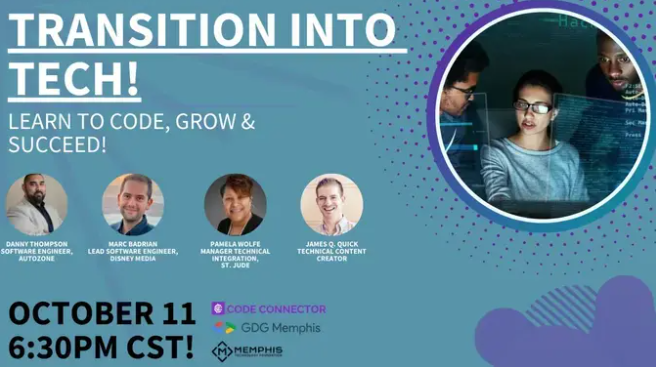 TRANSITION INTO
TECH!
LEARN TO CODE, GROW &
SUCCEED!
DANNY THOMPSON
SOFTWARE ENGINEER,
AUTOZONE
MARC BADRIAN
LEAD SOFTWARE ENGINEER,
DISNEY MEDIA
PAMELA WOLFE
MANAGER TECHNICAL
INTEGRATION,
ST. JUDE
JAMES Q. QUICK
TECHNICAL CONTENT
CREATOR
OCTOBER 11
6:30PM CST!
CODE CONNECTOR
GDG Memphis
MEMPHIS